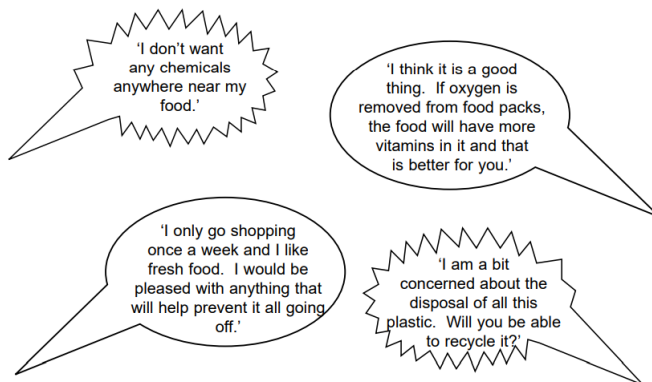 ‘I don’t want
any chemicals
anywhere near my
food.’
‘I think it is a good
thing.  If oxygen is
removed from food packs,
the food will have more
vitamins in it and that
is better for you.’
‘I only go shopping
once a week and I like
fresh food.  I would be
pleased with anything that
will help prevent it all going
off.’
‘I am a bit
concerned about the
disposal of all this
plastic.  Will you be able
to recycle it?’